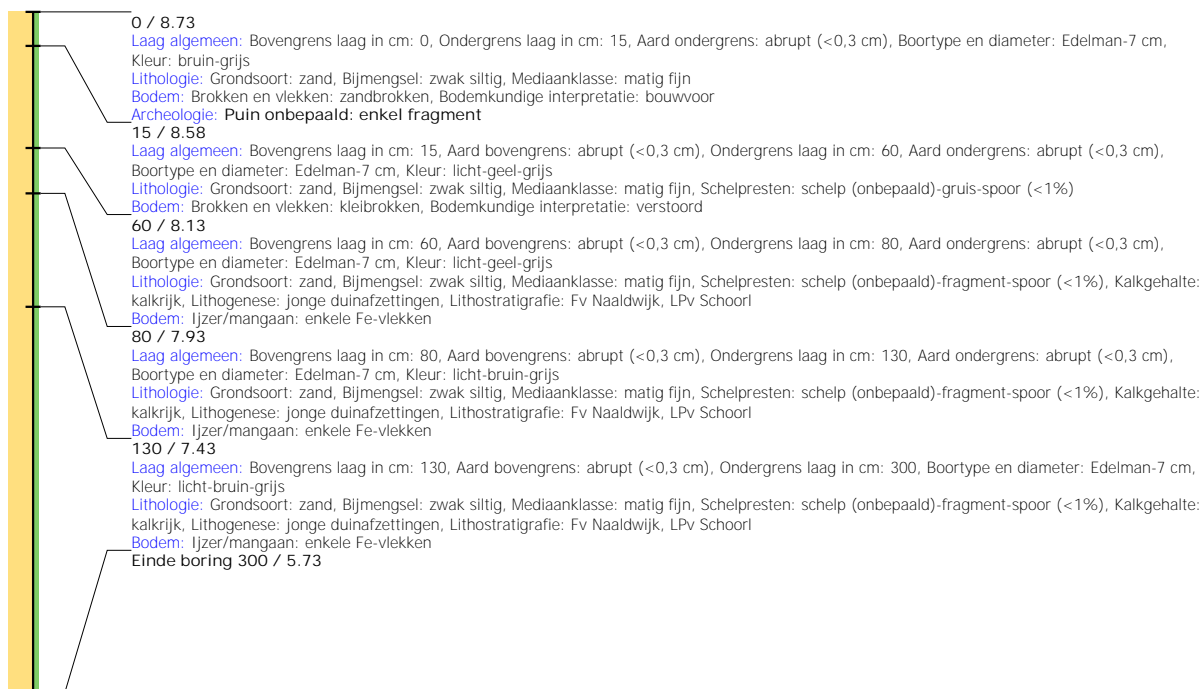 0 / 8.73
Laag algemeen: Bovengrens laag in cm: 0, Ondergrens laag in cm: 15, Aard ondergrens: abrupt (<0,3 cm), Boortype en diameter: Edelman-7 cm,
Kleur: bruin-grijs
Lithologie: Grondsoort: zand, Bijmengsel: zwak siltig, Mediaanklasse: matig fijn
Bodem: Brokken en vlekken: zandbrokken, Bodemkundige interpretatie: bouwvoor
Archeologie: Puin onbepaald: enkel fragment
15 / 8.58
Laag algemeen: Bovengrens laag in cm: 15, Aard bovengrens: abrupt (<0,3 cm), Ondergrens laag in cm: 60, Aard ondergrens: abrupt (<0,3 cm),
Boortype en diameter: Edelman-7 cm, Kleur: licht-geel-grijs
Lithologie: Grondsoort: zand, Bijmengsel: zwak siltig, Mediaanklasse: matig fijn, Schelpresten: schelp (onbepaald)-gruis-spoor (<1%)
Bodem: Brokken en vlekken: kleibrokken, Bodemkundige interpretatie: verstoord
60 / 8.13
Laag algemeen: Bovengrens laag in cm: 60, Aard bovengrens: abrupt (<0,3 cm), Ondergrens laag in cm: 80, Aard ondergrens: abrupt (<0,3 cm),
Boortype en diameter: Edelman-7 cm, Kleur: licht-geel-grijs
Lithologie: Grondsoort: zand, Bijmengsel: zwak siltig, Mediaanklasse: matig fijn, Schelpresten: schelp (onbepaald)-fragment-spoor (<1%), Kalkgehalte:
kalkrijk, Lithogenese: jonge duinafzettingen, Lithostratigrafie: Fv Naaldwijk, LPv Schoorl
Bodem: Ijzer/mangaan: enkele Fe-vlekken
80 / 7.93
Laag algemeen: Bovengrens laag in cm: 80, Aard bovengrens: abrupt (<0,3 cm), Ondergrens laag in cm: 130, Aard ondergrens: abrupt (<0,3 cm),
Boortype en diameter: Edelman-7 cm, Kleur: licht-bruin-grijs
Lithologie: Grondsoort: zand, Bijmengsel: zwak siltig, Mediaanklasse: matig fijn, Schelpresten: schelp (onbepaald)-fragment-spoor (<1%), Kalkgehalte:
kalkrijk, Lithogenese: jonge duinafzettingen, Lithostratigrafie: Fv Naaldwijk, LPv Schoorl
Bodem: Ijzer/mangaan: enkele Fe-vlekken
130 / 7.43
Laag algemeen: Bovengrens laag in cm: 130, Aard bovengrens: abrupt (<0,3 cm), Ondergrens laag in cm: 300, Boortype en diameter: Edelman-7 cm,
Kleur: licht-bruin-grijs
Lithologie: Grondsoort: zand, Bijmengsel: zwak siltig, Mediaanklasse: matig fijn, Schelpresten: schelp (onbepaald)-fragment-spoor (<1%), Kalkgehalte:
kalkrijk, Lithogenese: jonge duinafzettingen, Lithostratigrafie: Fv Naaldwijk, LPv Schoorl
Bodem: Ijzer/mangaan: enkele Fe-vlekken
Einde boring 300 / 5.73